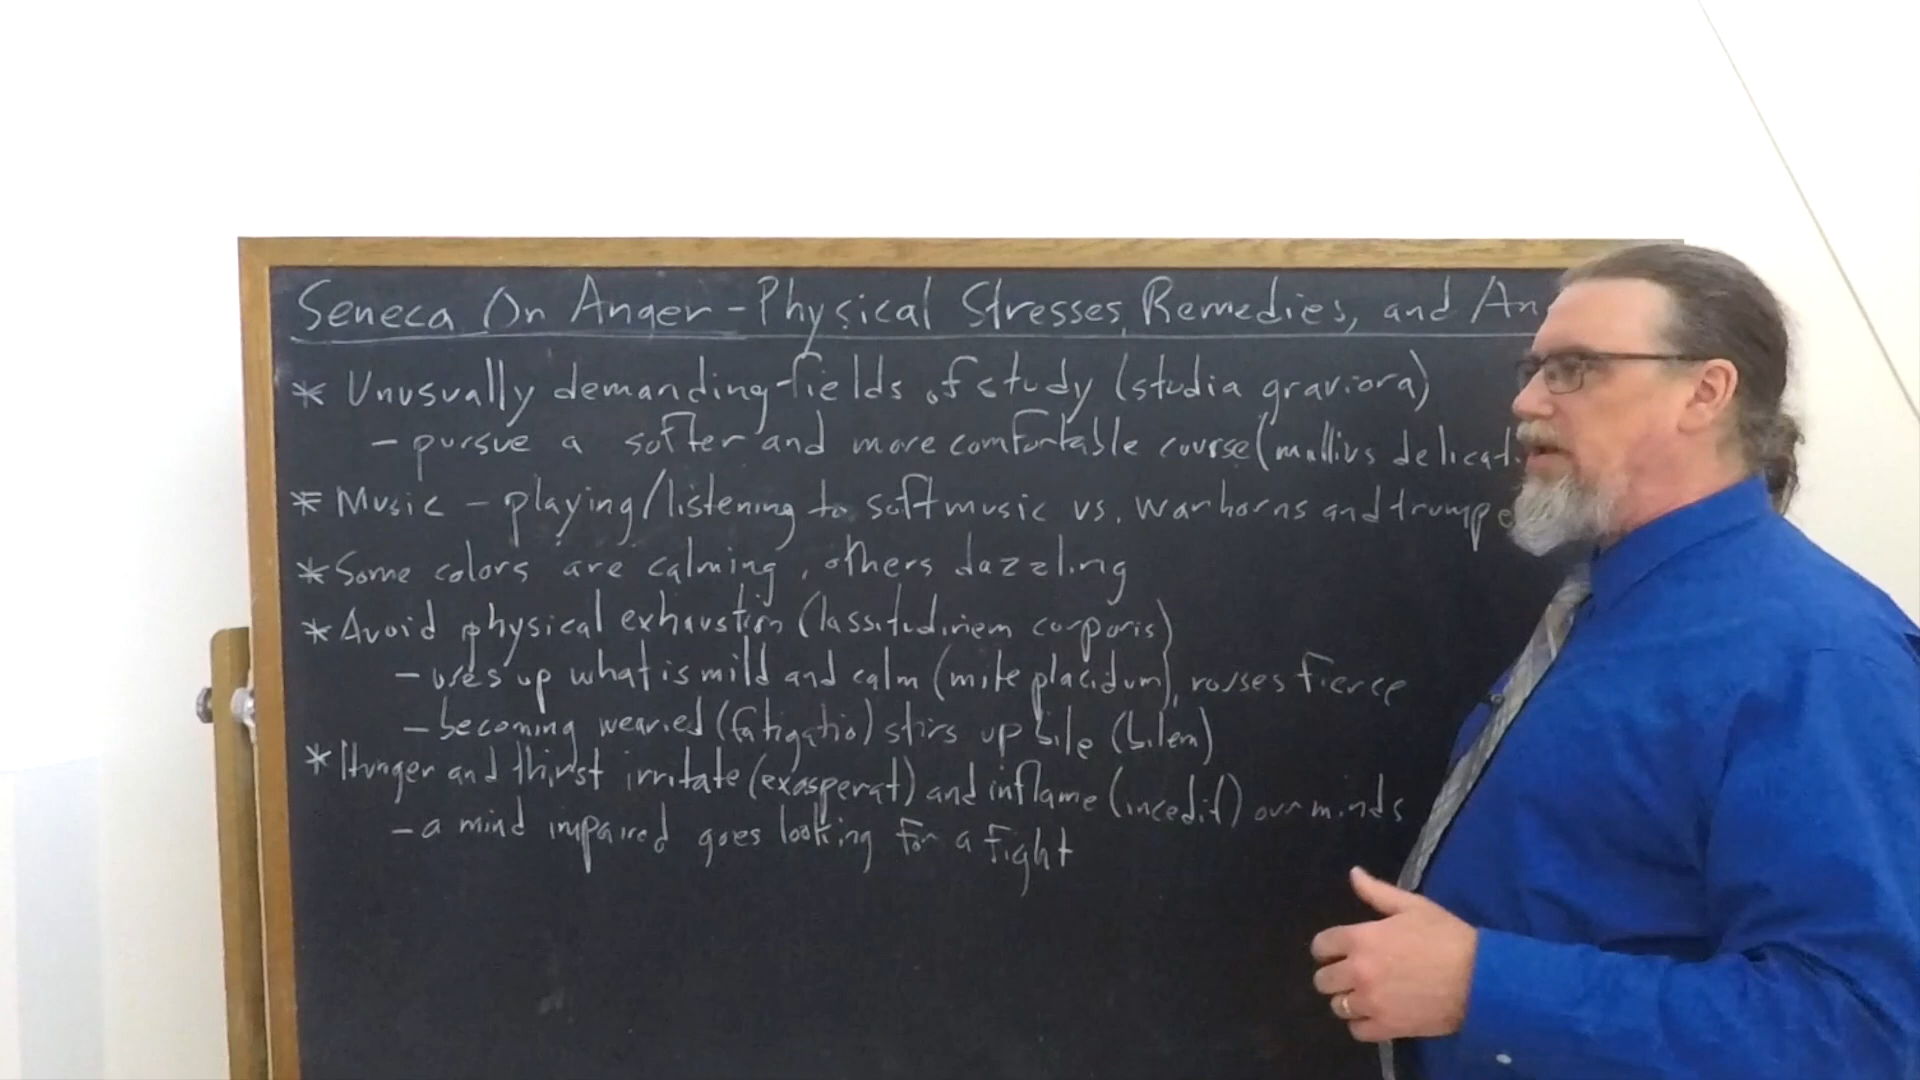 Seneca On Anger - Physical Stresses, Remedies, and An
* Unusually demanding fields of study (studia graviora)
- pursue a softer and more comfortable course (mollius delicat
* Music - playing/listening to soft music vs. warhorns and trumpe
* Some colors are calming, others dazzling
* Avoid physical exhaustion (lassitudiniem corporis)
- uses up what is mild and calm (mite placidum), rouses fierce
- becoming wearied (fatigatio) stirs up bile (bilem)
* Hunger and thirst irritate (exasperat) and inflame (incedit) our minds
- a mind impaired goes looking for a fight